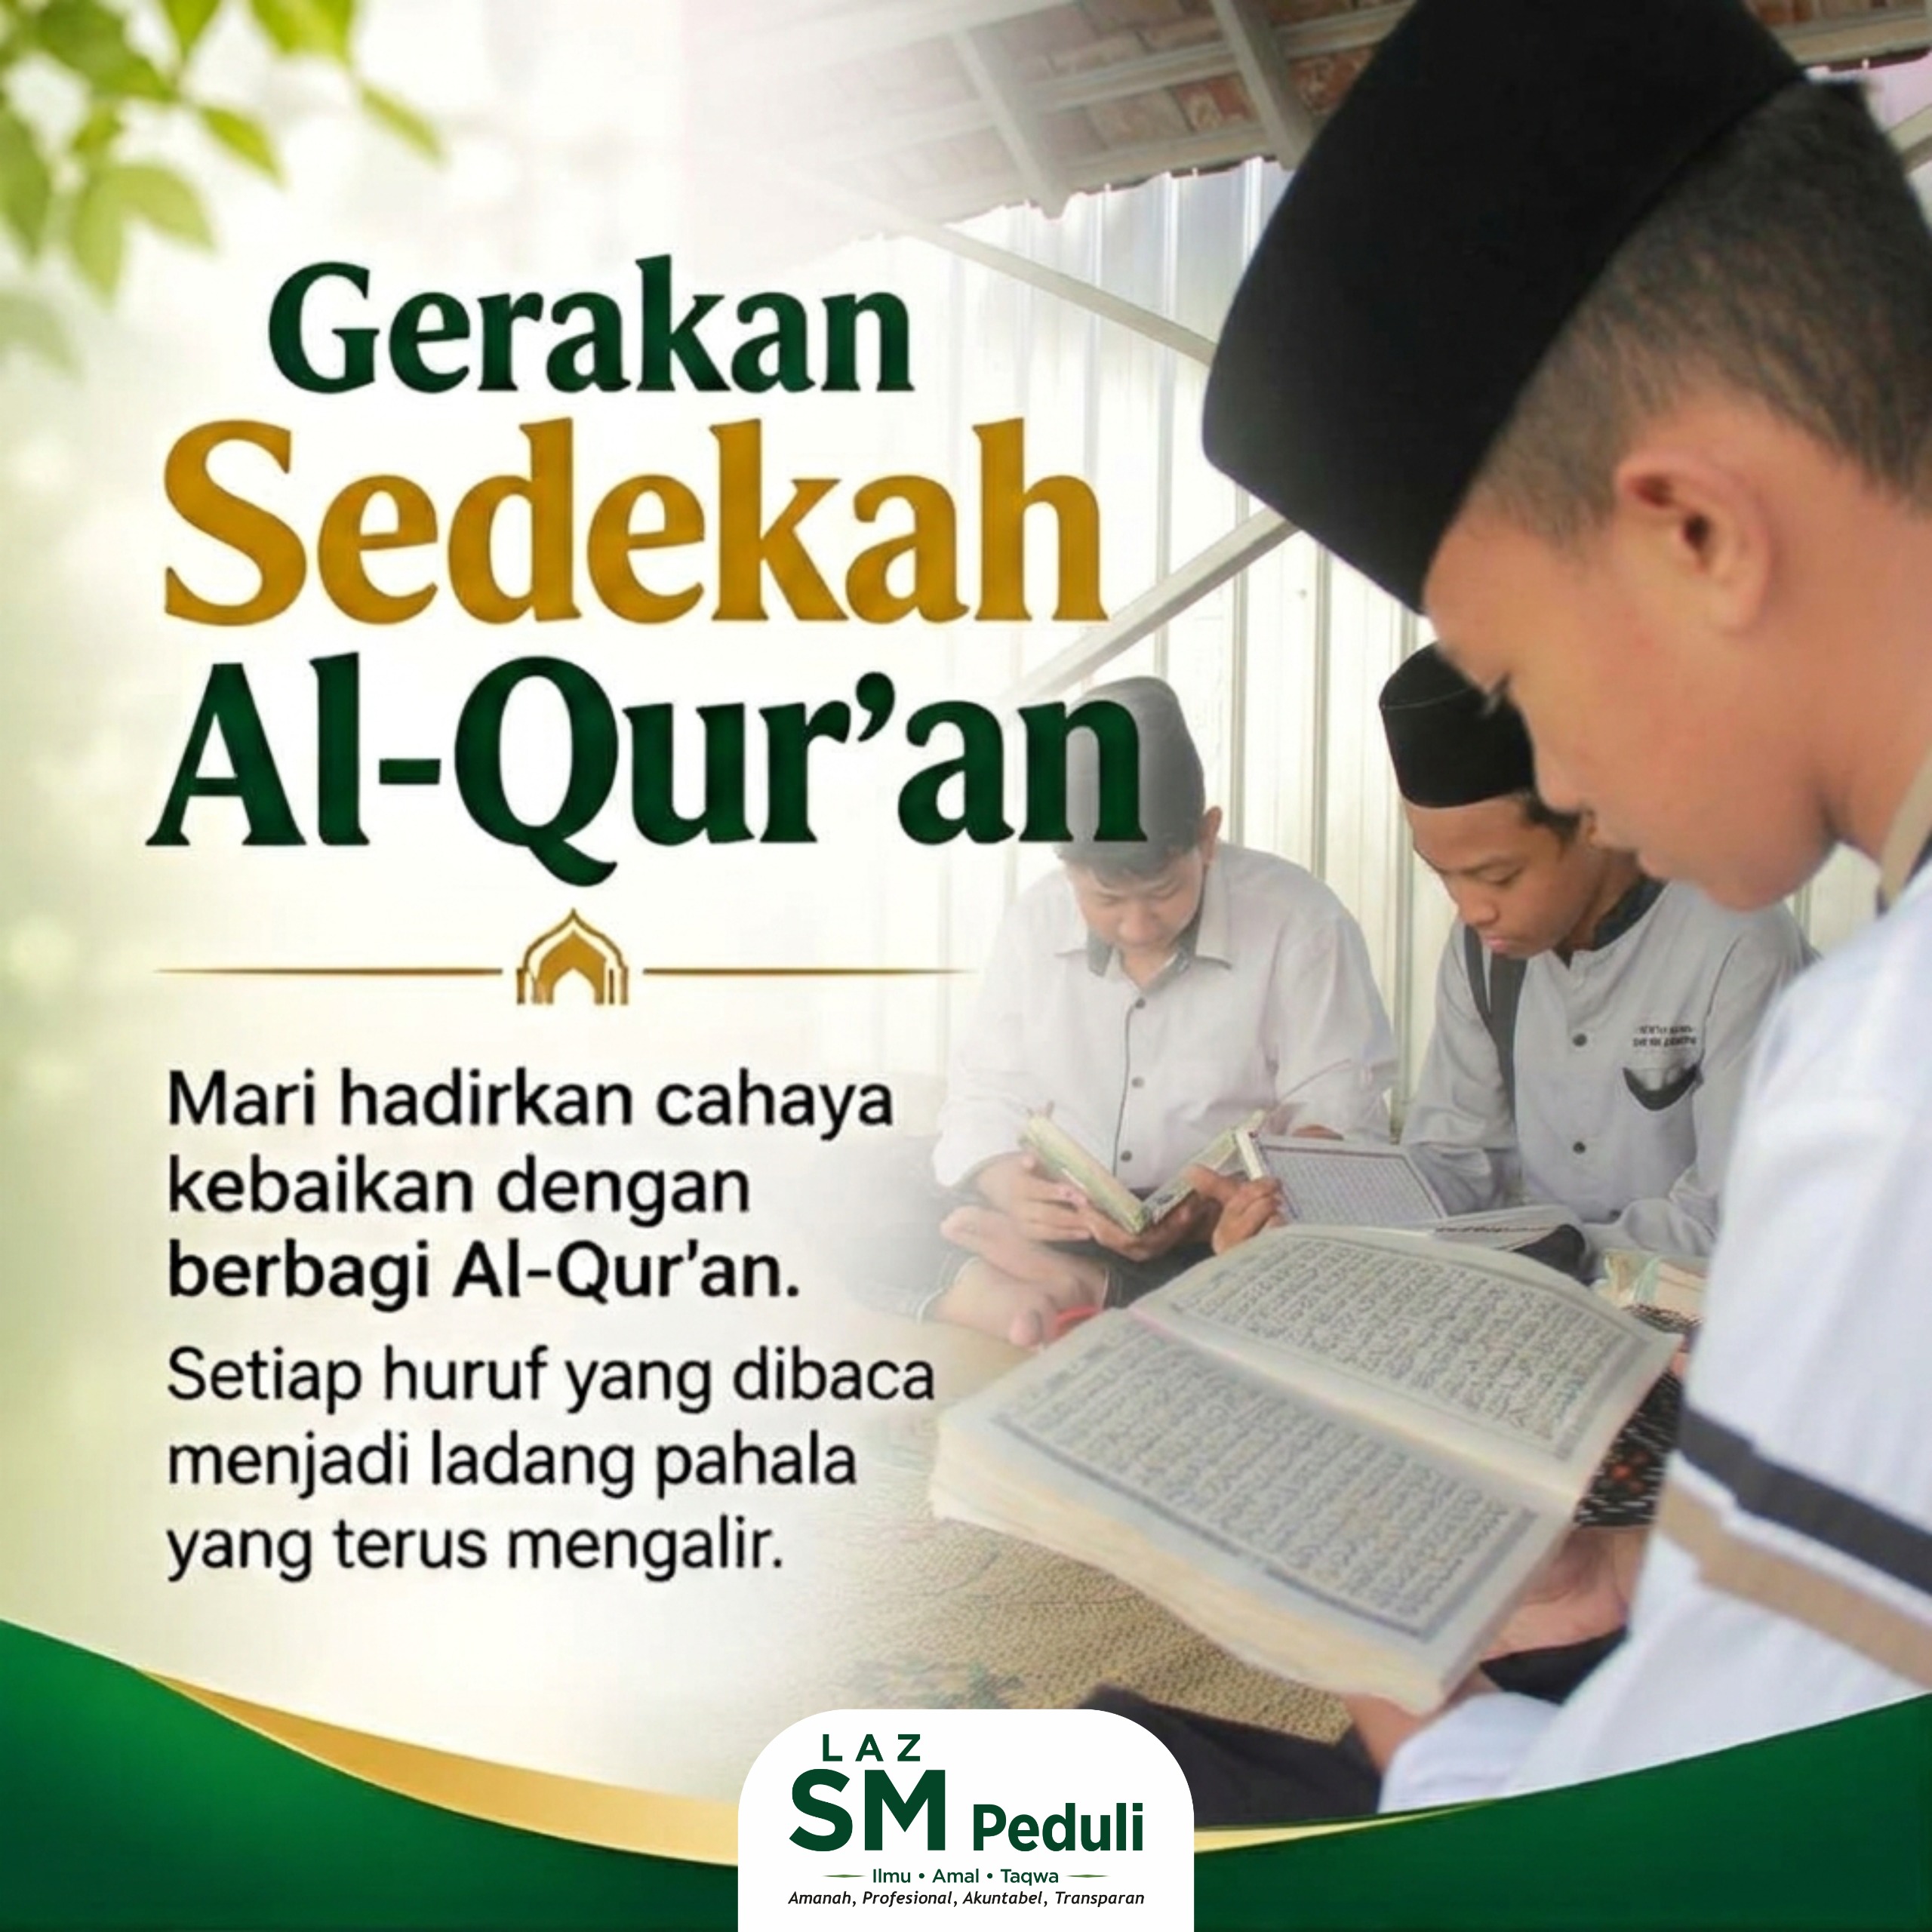 Gerakan
Sedekah
Al-Qur’an
Mari hadirkan cahaya
kebaikan dengan
berbagi Al-Qur’an.
Setiap huruf yang dibaca
menjadi ladang pahala
yang terus mengalir.
LAZ
SM Peduli
Ilmu • Amal • Taqwa
Amanah, Profesional, Akuntabel, Transparan